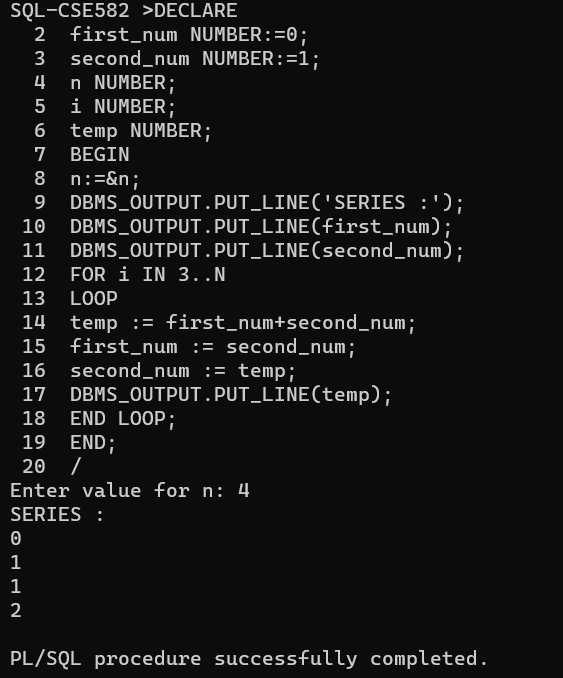 SQL-CSE582 >DECLARE
  2  first_num NUMBER:=0;
  3  second_num NUMBER:=1;
  4  n NUMBER;
  5  i NUMBER;
  6  temp NUMBER;
  7  BEGIN
  8  n:=&n;
  9  DBMS_OUTPUT.PUT_LINE('SERIES :');
 10  DBMS_OUTPUT.PUT_LINE(first_num);
 11  DBMS_OUTPUT.PUT_LINE(second_num);
 12  FOR i IN 3..N
 13  LOOP
 14  temp := first_num+second_num;
 15  first_num := second_num;
 16  second_num := temp;
 17  DBMS_OUTPUT.PUT_LINE(temp);
 18  END LOOP;
 19  END;
 20  /
Enter value for n: 4
SERIES :
0
1
1
2
PL/SQL procedure successfully completed.